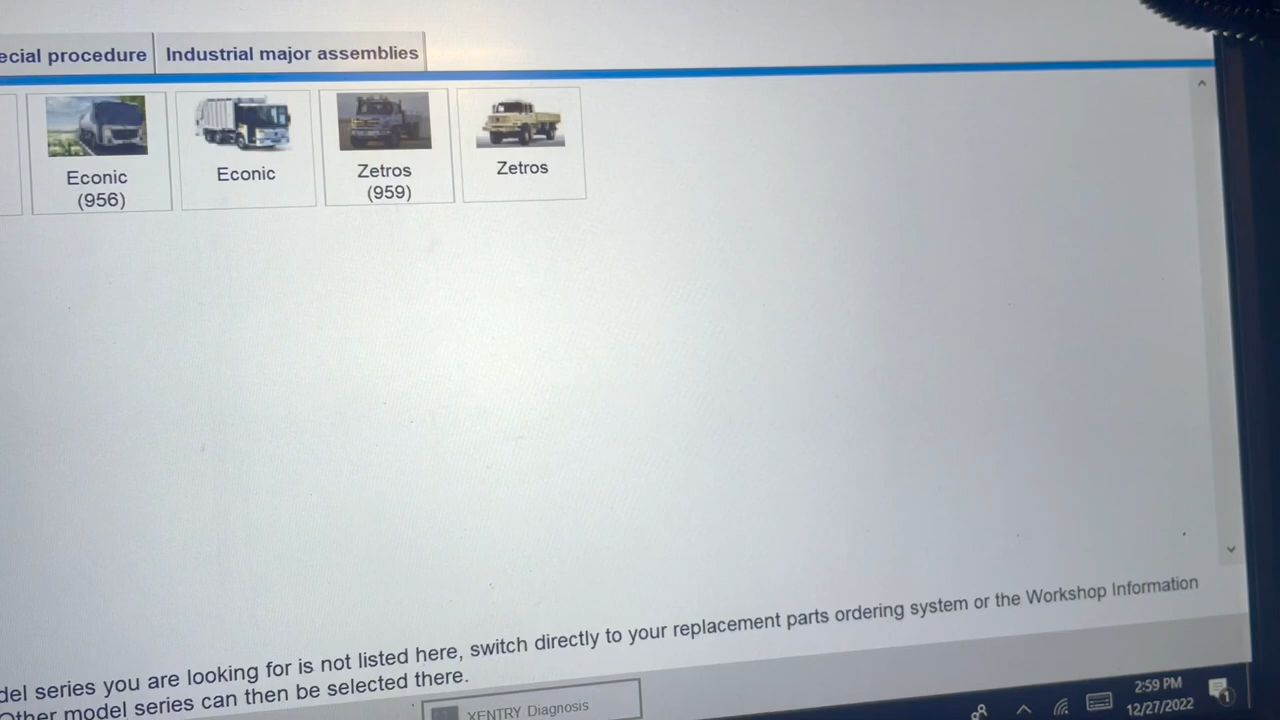 ecial procedure
Industrial major assemblies
Econic
(956)
Econic
Zetros
(959)
Zetros
del series you are looking for is not listed here, switch directly to your replacement parts ordering system or the Workshop Information
Other model series can then be selected there.
XENTRY Diagnosis
2:59 PM
12/27/2022
1